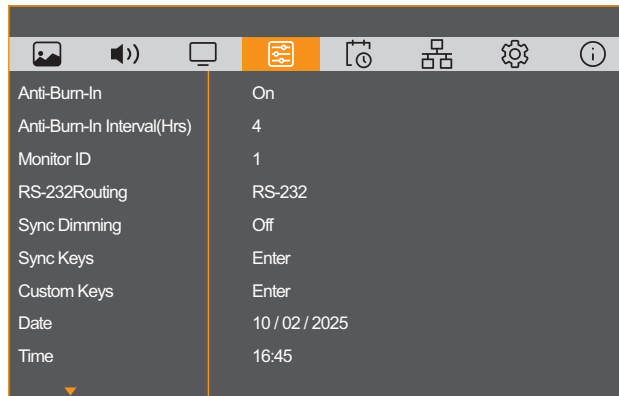 Anti-Burn-In On
Anti-Burn-In Interval(Hrs) 4
Monitor ID 1
RS-232Routing RS-232
Sync Dimming Off
Sync Keys Enter
Custom Keys Enter
Date 10 / 02 / 2025
Time 16:45